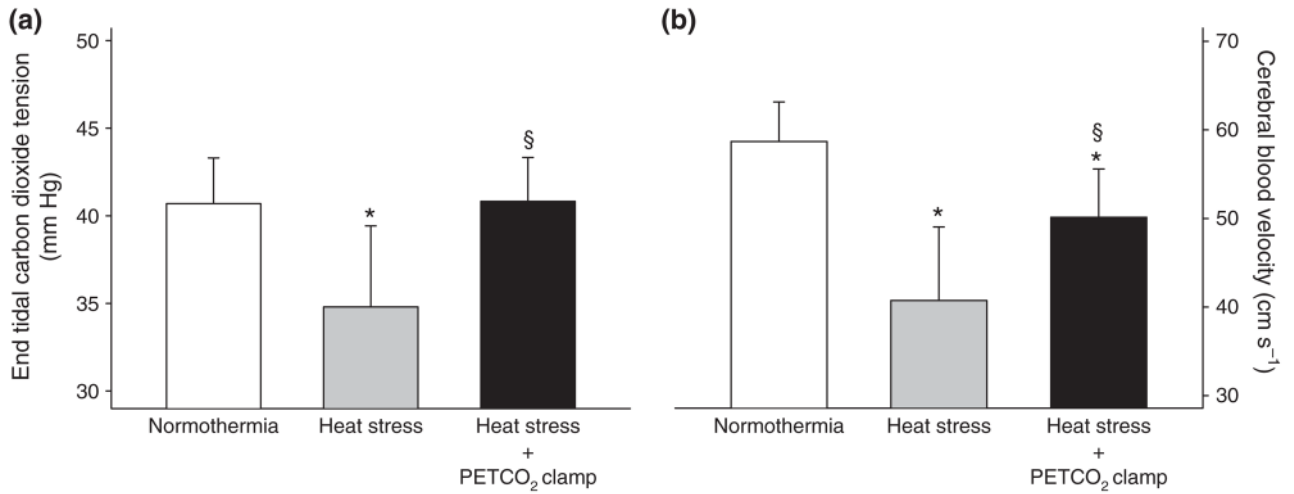 (a)
End tidal carbon dioxide tension
(mm Hg)
50
45
40
35
30
*
§
Normothermia
Heat stress
Heat stress
+
PETCO₂ clamp
(b)
*
§
*
70
60
50
40
30
Cerebral blood velocity (cm s⁻¹)
Normothermia
Heat stress
Heat stress
+
PETCO₂ clamp